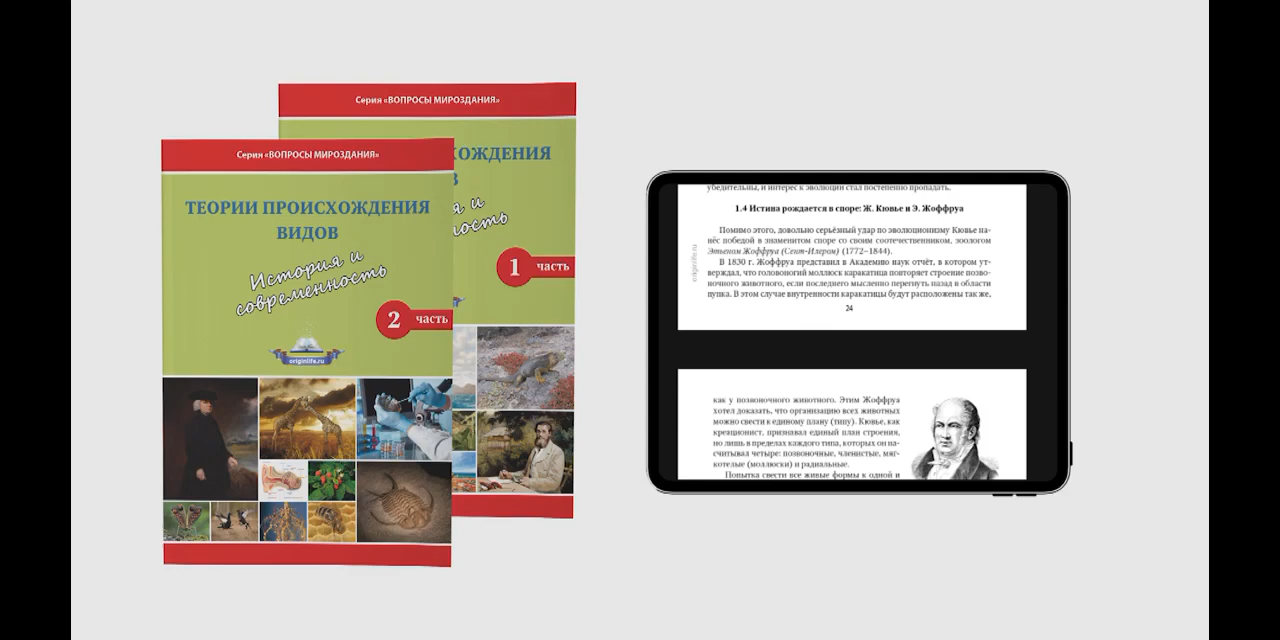 Серия «ВОПРОСЫ МИРОЗДАНИЯ»
ХОЖДЕНИЯ
В
я и
ность
1 часть
Серия «ВОПРОСЫ МИРОЗДАНИЯ»
ТЕОРИИ ПРОИСХОЖДЕНИЯ
ВИДОВ
История и
современность
2 часть
originlife.ru
убедительны, и интерес к эволюции стал постепенно пропадать.
1.4 Истина рождается в споре: Ж. Кювье и Э. Жоффруа
Помимо этого, довольно серьёзный удар по эволюционизму Кювье на-
нёс победой в знаменитом споре со своим соотечественником, зоологом
Этьеном Жоффруа (Сент-Илером) (1772–1844).
В 1830 г. Жоффруа представил в Академию наук отчёт, в котором ут-
верждал, что головоногий моллюск каракатица повторяет строение позво-
ночного животного, если последнего мысленно перегнуть назад в области
пупка. В этом случае внутренности каракатицы будут расположены так же,
originlife.ru
24
как у позвоночного животного. Этим Жоффруа
хотел доказать, что организацию всех животных
можно свести к единому плану (типу). Кювье, как
креационист, признавал единый план строения,
но лишь в пределах каждого типа, которых он на-
считывал четыре: позвоночные, членистые, мяг-
котелые (моллюски) и радиальные.
Попытка свести все живые формы к одной и